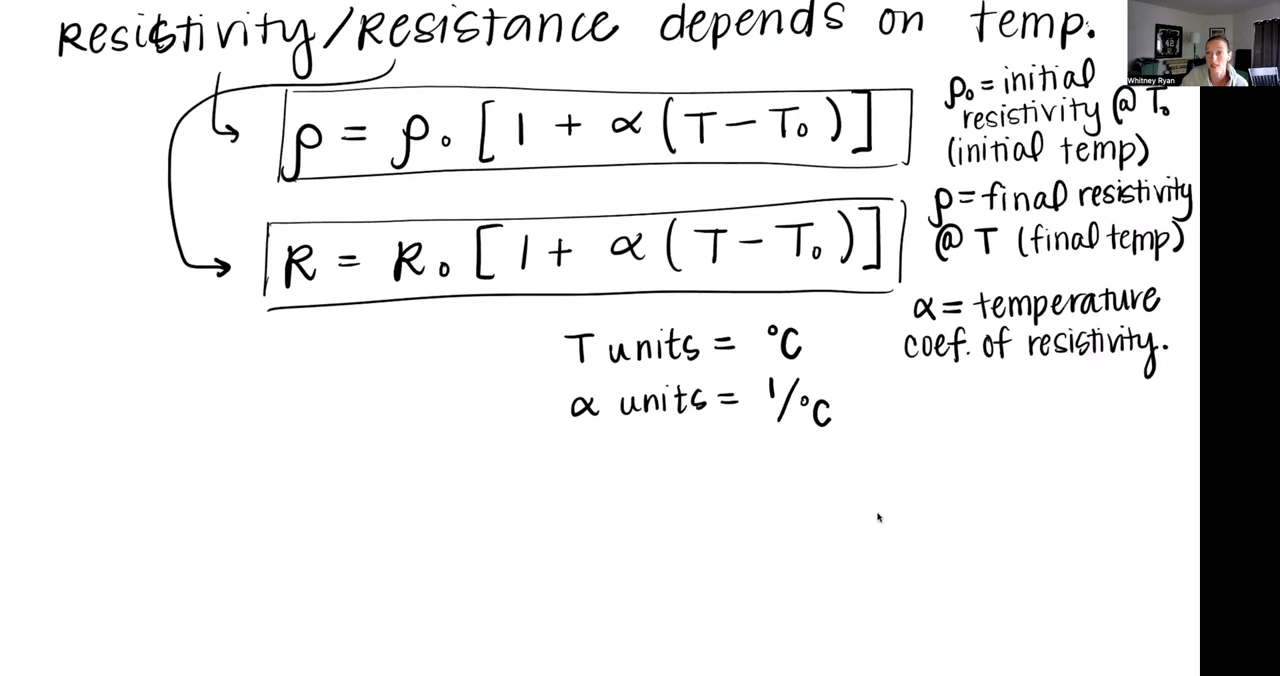 Resistivity/Resistance depends on temp.
ρ = ρ₀ [1 + α (T − T₀)]
R = R₀ [1 + α (T − T₀)]
T units = °C
α units = 1/°C
ρ₀ = initial
resistivity @ T₀
(initial temp)
ρ = final resistivity
@ T (final temp)
α = temperature
coef. of resistivity.
Whitney Ryan
42